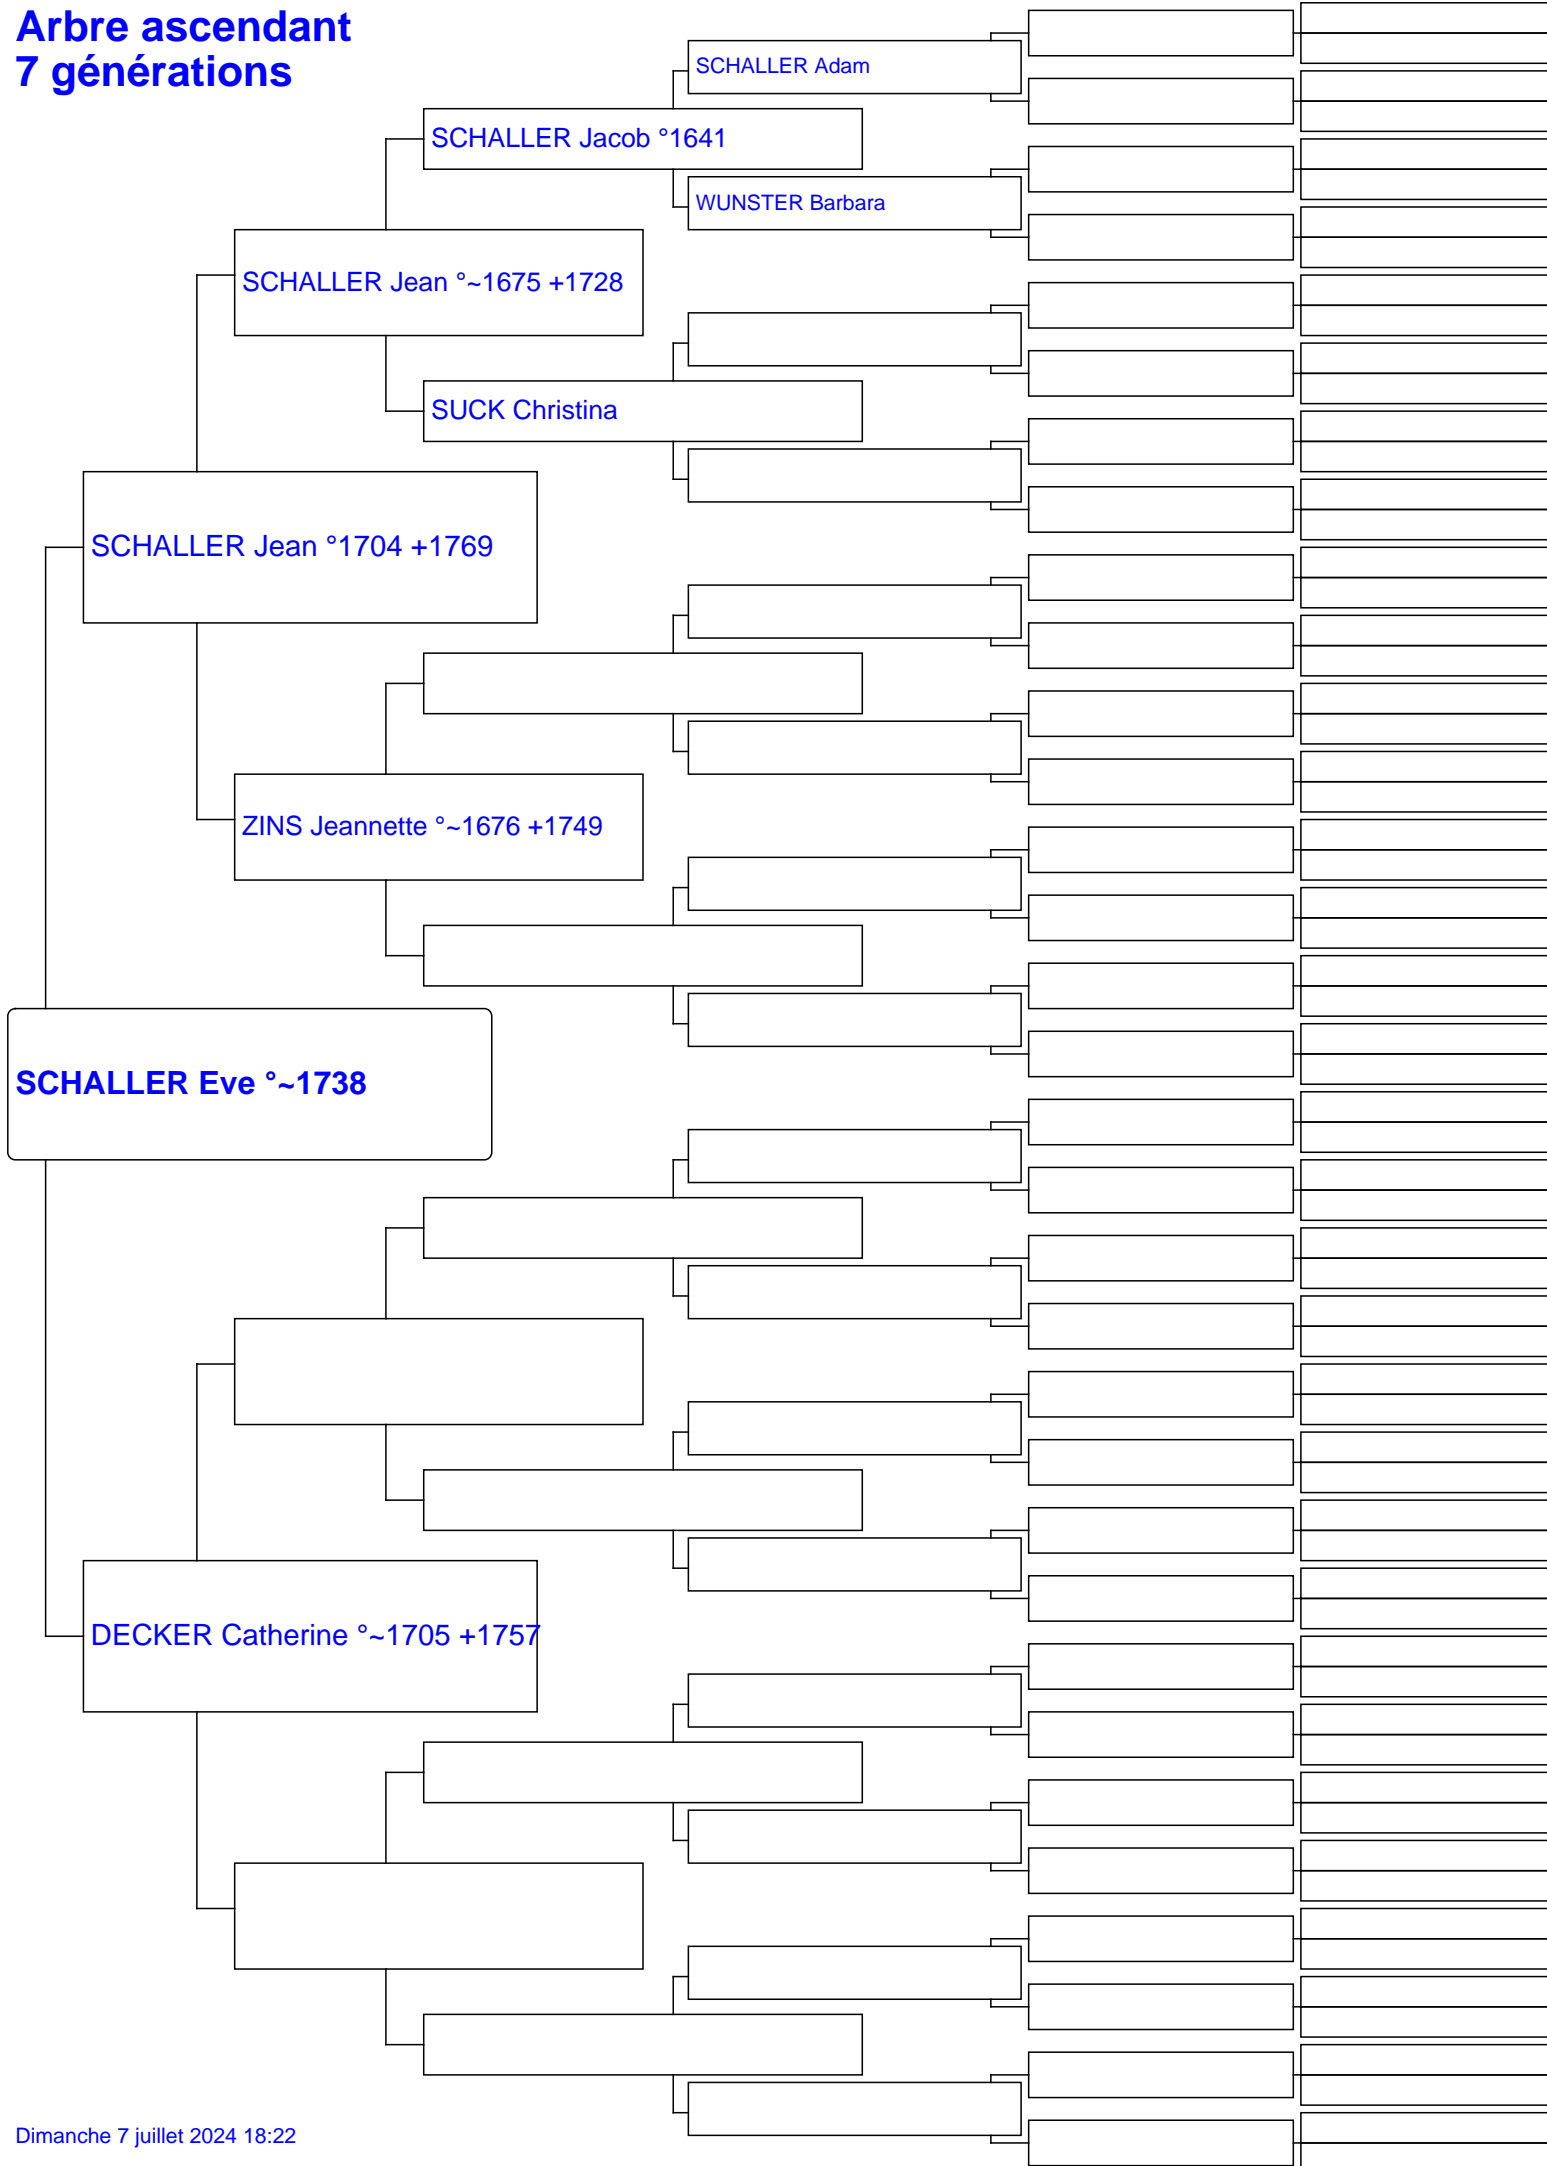 Arbre ascendant
7 générations
SCHALLER Adam
SCHALLER Jacob °1641
WUNSTER Barbara
SCHALLER Jean °~1675 +1728
SUCK Christina
SCHALLER Jean °1704 +1769
ZINS Jeannette °~1676 +1749
SCHALLER Eve °~1738
DECKER Catherine °~1705 +1757
Dimanche 7 juillet 2024 18:22